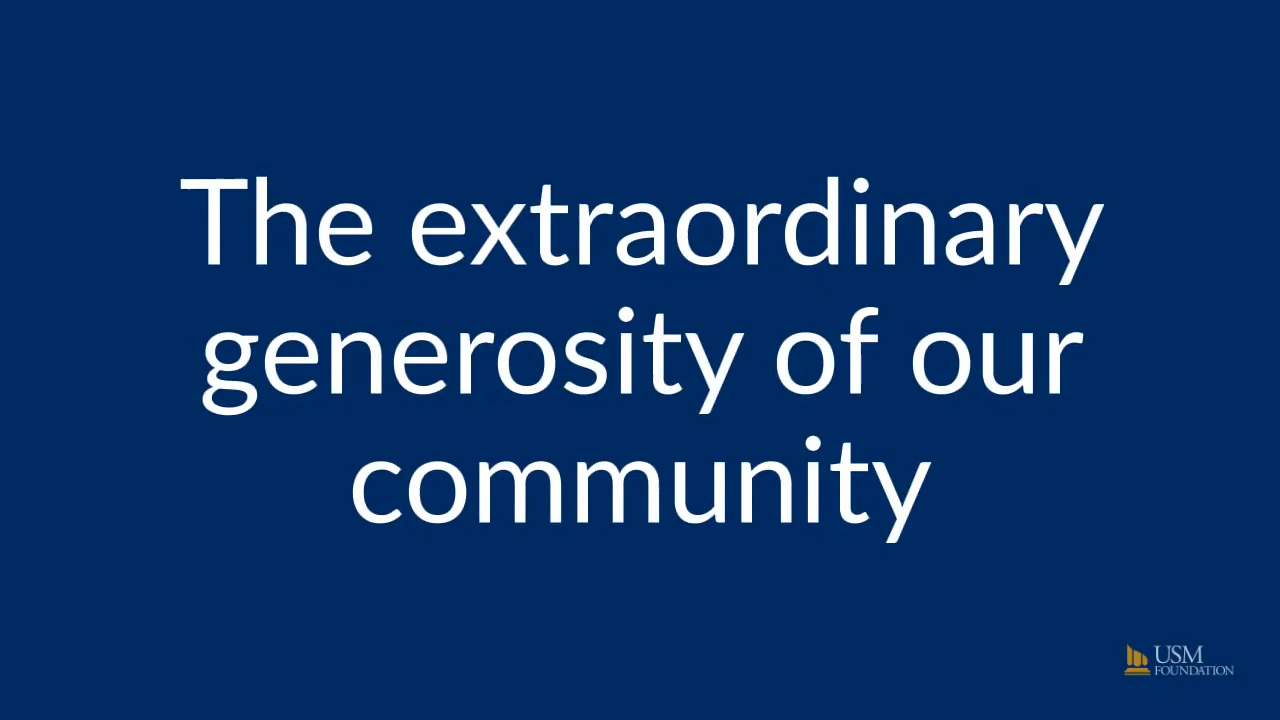 The extraordinary
generosity of our
community
USM
FOUNDATION